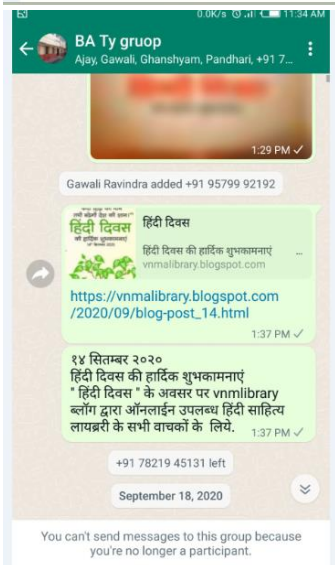 0.0K/s 11:34 AM
BA Ty gruop
Ajay, Gawali, Ghanshyam, Pandhari, +91 7...
1:29 PM
Gawali Ravindra added +91 95799 92192
हिंदी दिवस
हिंदी दिवस
हिंदी दिवस की हार्दिक शुभकामनाएं ...
vnmalibrary.blogspot.com
https://vnmalibrary.blogspot.com
/2020/09/blog-post_14.html
1:37 PM
१४ सितम्बर २०२०
हिंदी दिवस की हार्दिक शुभकामनाएं
" हिंदी दिवस " के अवसर पर vnmlibrary
ब्लॉग द्वारा ऑनलाईन उपलब्ध हिंदी साहित्य
लायब्ररी के सभी वाचकों के लिये.
1:37 PM
+91 78219 45131 left
September 18, 2020
You can't send messages to this group because
you're no longer a participant.